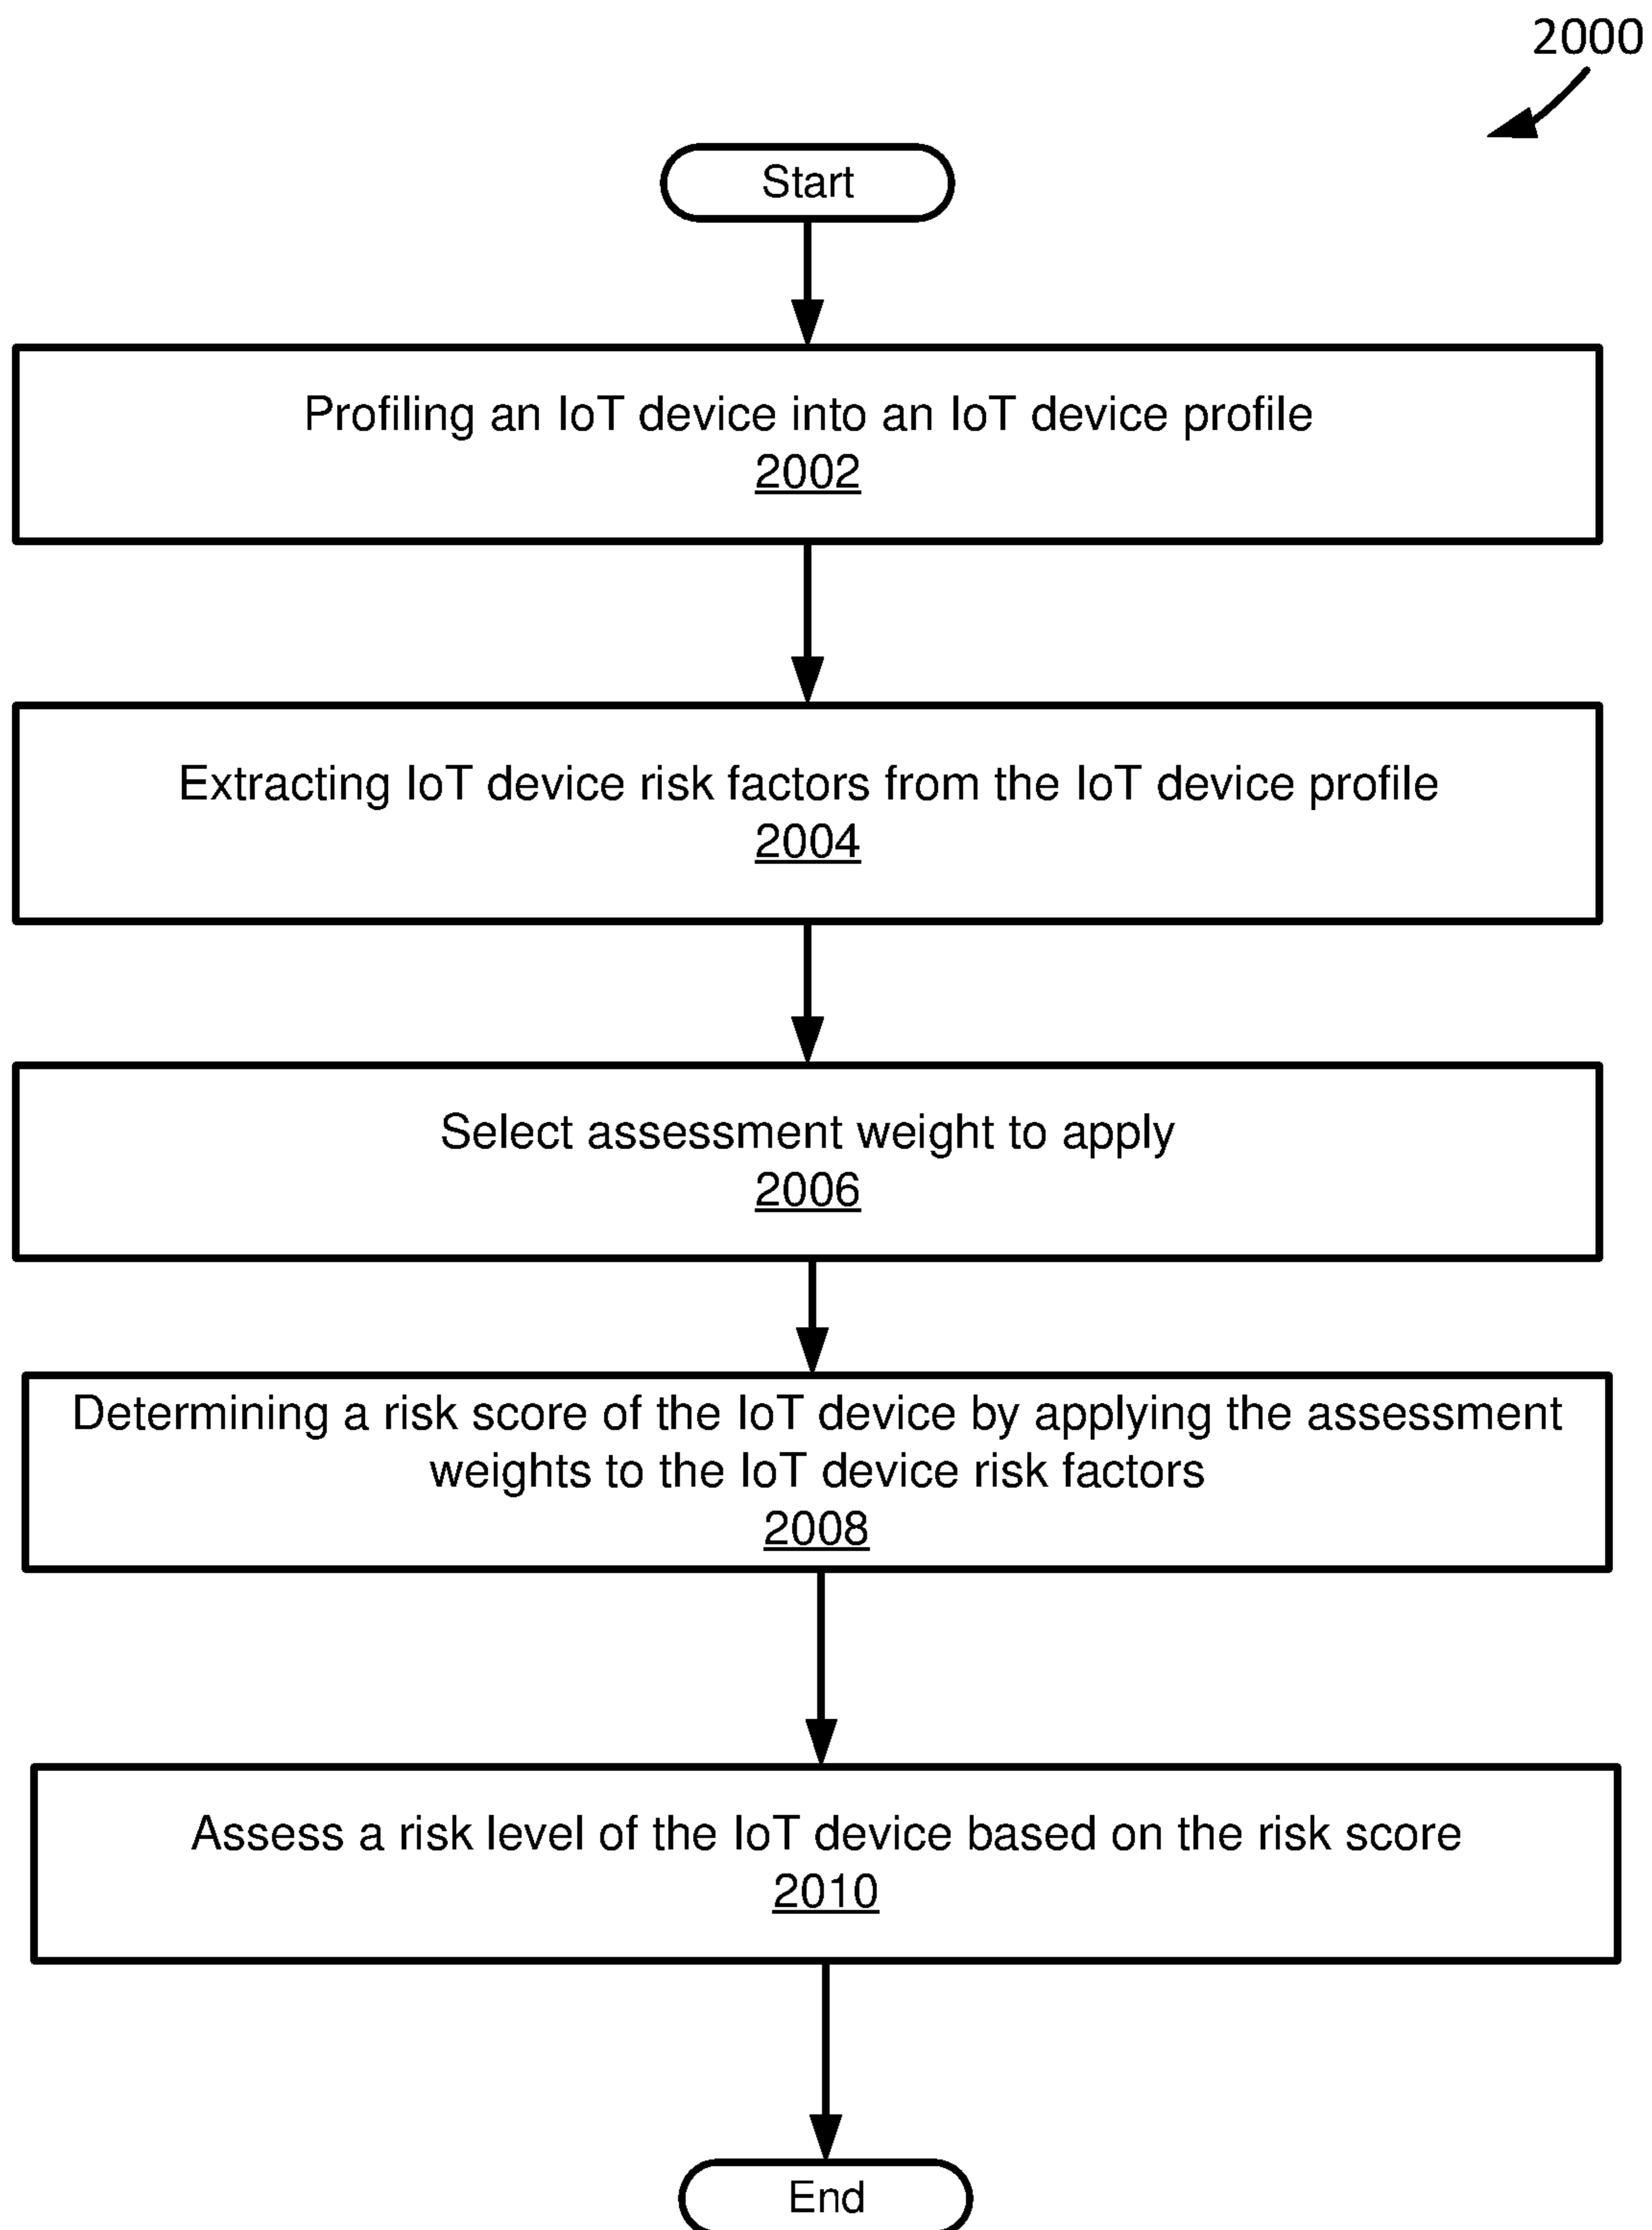 2000
Start
Profiling an IoT device into an IoT device profile
2002
Extracting IoT device risk factors from the IoT device profile
2004
Select assessment weight to apply
2006
Determining a risk score of the IoT device by applying the assessment
weights to the IoT device risk factors
2008
Assess a risk level of the IoT device based on the risk score
2010
End